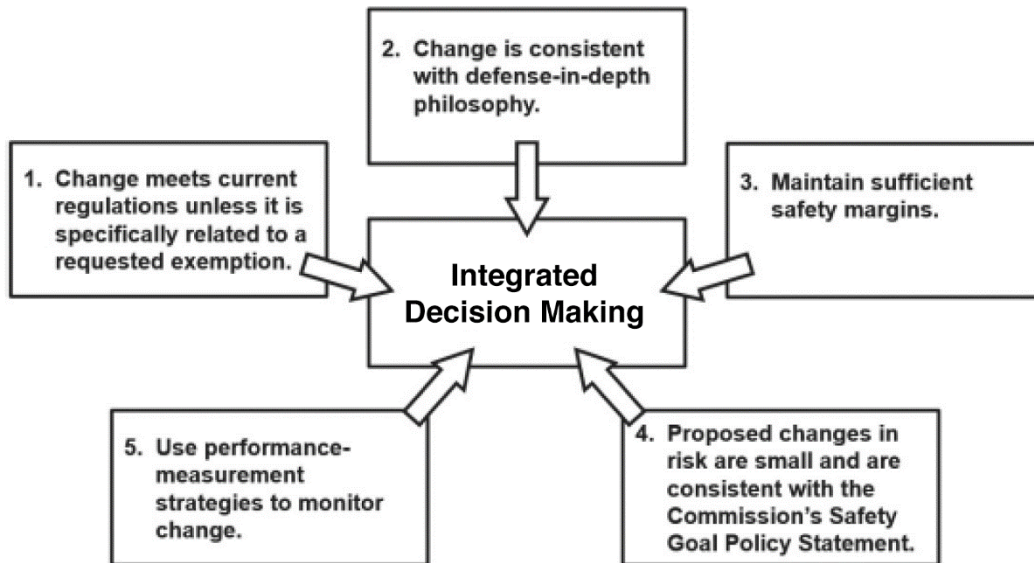 2. Change is consistent
with defense-in-depth
philosophy.
1. Change meets current
regulations unless it is
specifically related to a
requested exemption.
3. Maintain sufficient
safety margins.
Integrated
Decision Making
5. Use performance-
measurement
strategies to monitor
change.
4. Proposed changes in
risk are small and are
consistent with the
Commission's Safety
Goal Policy Statement.